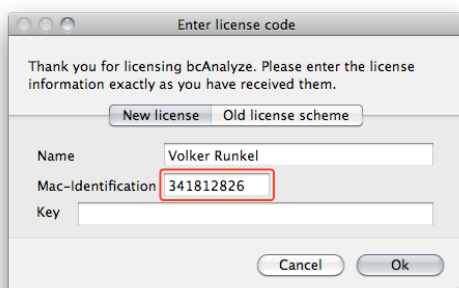 Enter license code
Thank you for licensing bcAnalyze. Please enter the license
information exactly as you have received them.
New license Old license scheme
Name Volker Runkel
Mac-Identification 341812826
Key
Cancel Ok